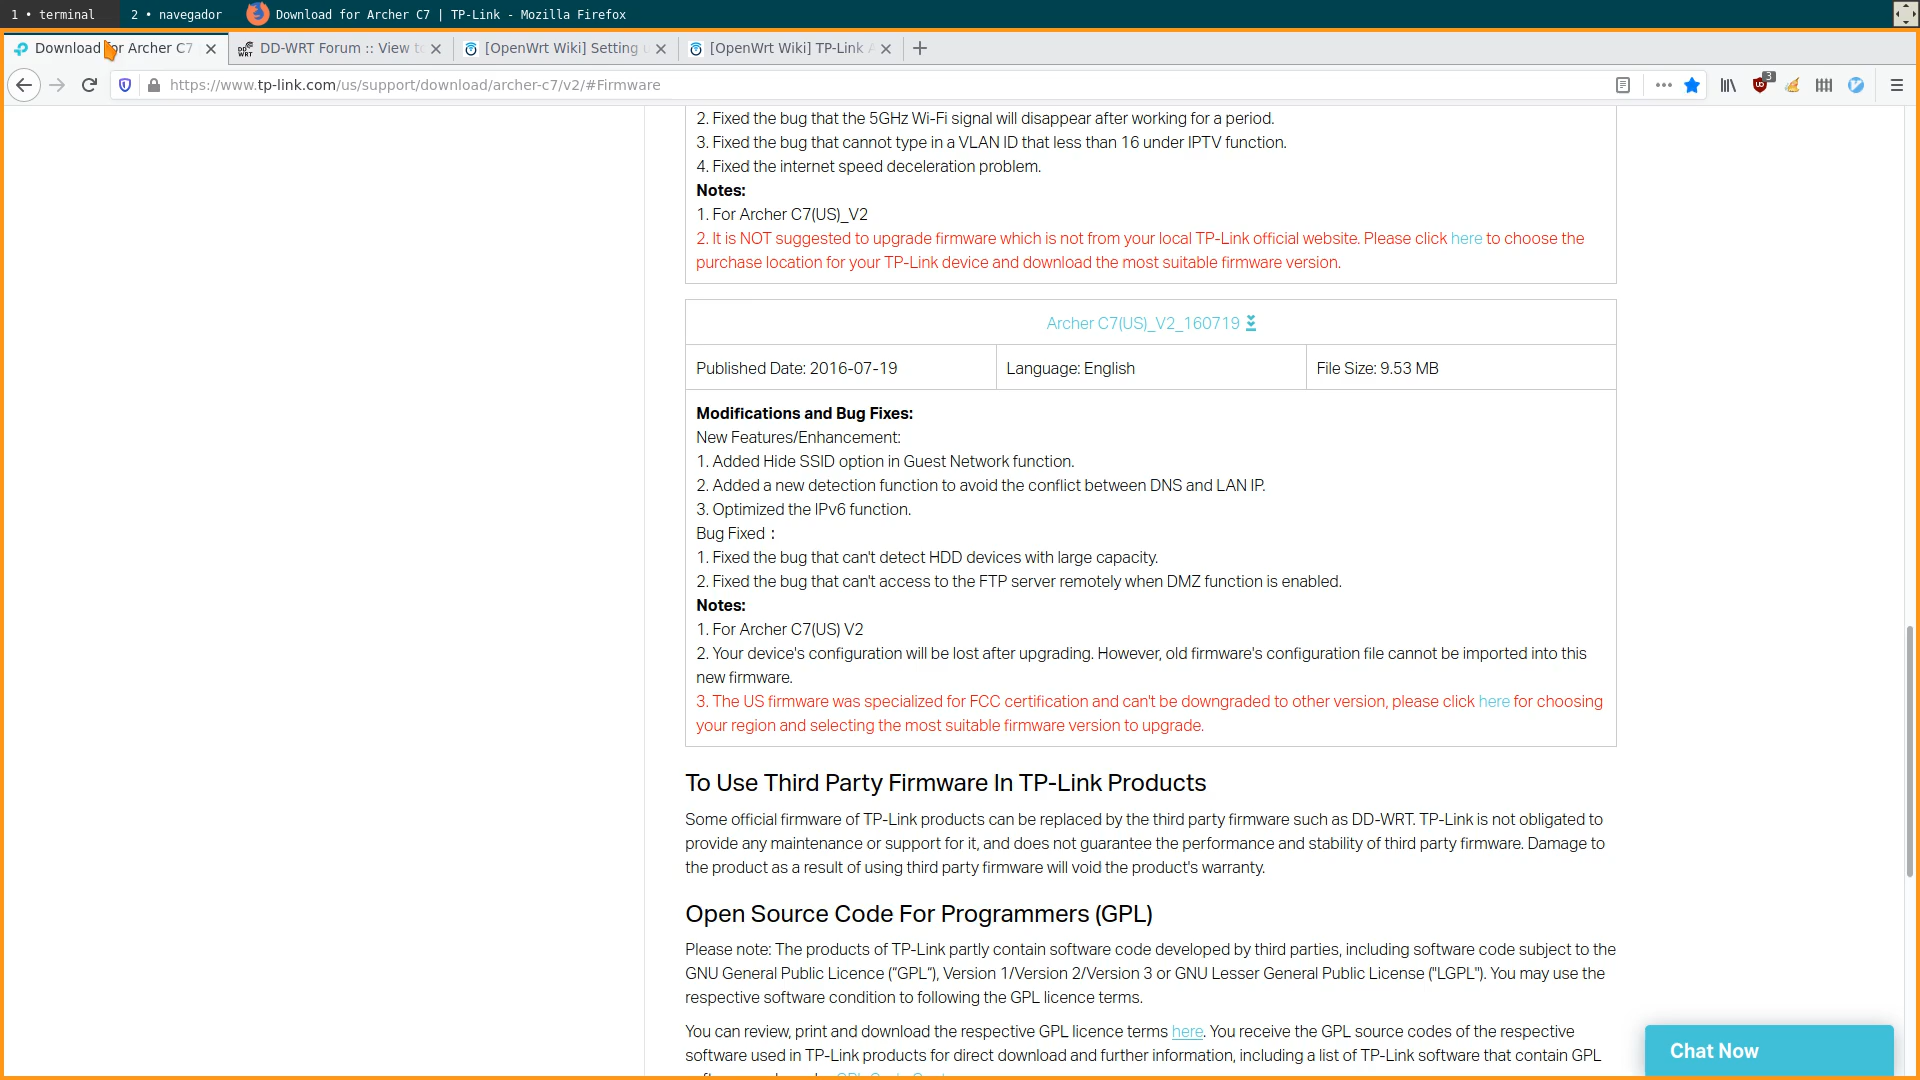 1 • terminal
2 • navegador
Download for Archer C7 | TP-Link - Mozilla Firefox
Download for Archer C7
DD-WRT Forum :: View to
[OpenWrt Wiki] Setting u
[OpenWrt Wiki] TP-Link A
https://www.tp-link.com/us/support/download/archer-c7/v2/#Firmware
3
2. Fixed the bug that the 5GHz Wi-Fi signal will disappear after working for a period.
3. Fixed the bug that cannot type in a VLAN ID that less than 16 under IPTV function.
4. Fixed the internet speed deceleration problem.
Notes:
1. For Archer C7(US)_V2
2. It is NOT suggested to upgrade firmware which is not from your local TP-Link official website. Please click here to choose the
purchase location for your TP-Link device and download the most suitable firmware version.
Archer C7(US)_V2_160719
Published Date: 2016-07-19
Language: English
File Size: 9.53 MB
Modifications and Bug Fixes:
New Features/Enhancement:
1. Added Hide SSID option in Guest Network function.
2. Added a new detection function to avoid the conflict between DNS and LAN IP.
3. Optimized the IPv6 function.
Bug Fixed：
1. Fixed the bug that can't detect HDD devices with large capacity.
2. Fixed the bug that can't access to the FTP server remotely when DMZ function is enabled.
Notes:
1. For Archer C7(US) V2
2. Your device's configuration will be lost after upgrading. However, old firmware's configuration file cannot be imported into this
new firmware.
3. The US firmware was specialized for FCC certification and can't be downgraded to other version, please click here for choosing
your region and selecting the most suitable firmware version to upgrade.
To Use Third Party Firmware In TP-Link Products
Some official firmware of TP-Link products can be replaced by the third party firmware such as DD-WRT. TP-Link is not obligated to
provide any maintenance or support for it, and does not guarantee the performance and stability of third party firmware. Damage to
the product as a result of using third party firmware will void the product's warranty.
Open Source Code For Programmers (GPL)
Please note: The products of TP-Link partly contain software code developed by third parties, including software code subject to the
GNU General Public Licence ("GPL"), Version 1/Version 2/Version 3 or GNU Lesser General Public License ("LGPL"). You may use the
respective software condition to following the GPL licence terms.
You can review, print and download the respective GPL licence terms here. You receive the GPL source codes of the respective
software used in TP-Link products for direct download and further information, including a list of TP-Link software that contain GPL
Chat Now